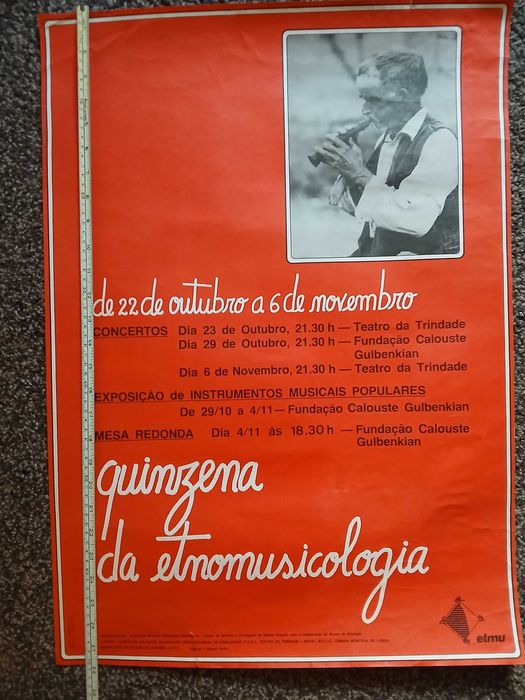 de 22 de outubro a 6 de novembro
CONCERTOS Dia 23 de Outubro, 21.30 h — Teatro da Trindade
Dia 29 de Outubro, 21.30 h — Fundação Calouste
Gulbenkian
Dia 6 de Novembro, 21.30 h — Teatro da Trindade
EXPOSIÇÃO de INSTRUMENTOS MUSICAIS POPULARES
De 29/10 a 4/11 — Fundação Calouste Gulbenkian
MESA REDONDA Dia 4/11 ás 18.30 h — Fundação Calouste
Gulbenkian
quinzena
da etnomusicologia
etmu